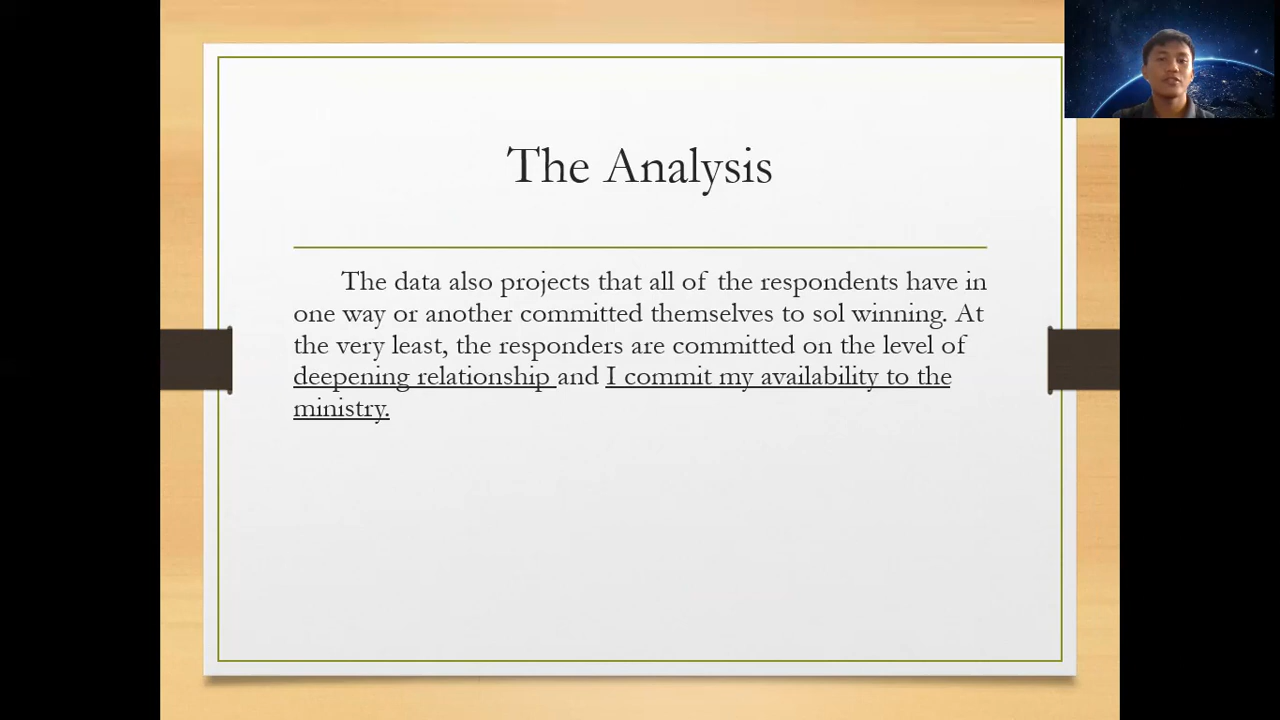 The Analysis
The data also projects that all of the respondents have in
one way or another committed themselves to sol winning. At
the very least, the responders are committed on the level of
deepening relationship and I commit my availability to the
ministry.